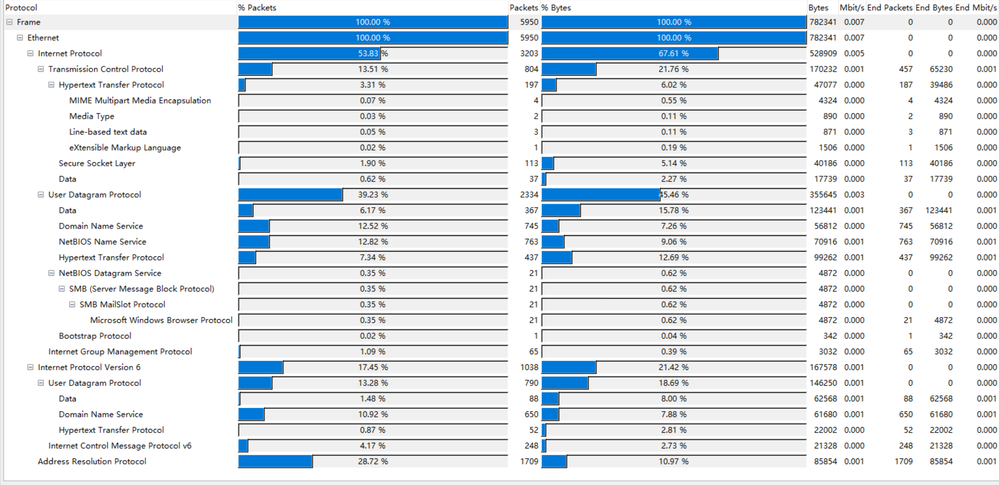 Protocol % Packets Packets % Bytes Bytes Mbit/s End Packets End Bytes End Mbit/s
Frame 100.00 % 5950 100.00 % 782341 0.007 0 0 0.000
Ethernet 100.00 % 5950 100.00 % 782341 0.007 0 0 0.000
Internet Protocol 53.83 % 3203 67.61 % 528909 0.005 0 0 0.000
Transmission Control Protocol 13.51 % 804 21.76 % 170232 0.001 457 65230 0.001
Hypertext Transfer Protocol 3.31 % 197 6.02 % 47077 0.000 187 39486 0.000
MIME Multipart Media Encapsulation 0.07 % 4 0.55 % 4324 0.000 4 4324 0.000
Media Type 0.03 % 2 0.11 % 890 0.000 2 890 0.000
Line-based text data 0.05 % 3 0.11 % 871 0.000 3 871 0.000
eXtensible Markup Language 0.02 % 1 0.19 % 1506 0.000 1 1506 0.000
Secure Socket Layer 1.90 % 113 5.14 % 40186 0.000 113 40186 0.000
Data 0.62 % 37 2.27 % 17739 0.000 37 17739 0.000
User Datagram Protocol 39.23 % 2334 45.46 % 355645 0.003 0 0 0.000
Data 6.17 % 367 15.78 % 123441 0.001 367 123441 0.001
Domain Name Service 12.52 % 745 7.26 % 56812 0.000 745 56812 0.000
NetBIOS Name Service 12.82 % 763 9.06 % 70916 0.001 763 70916 0.001
Hypertext Transfer Protocol 7.34 % 437 12.69 % 99262 0.001 437 99262 0.001
NetBIOS Datagram Service 0.35 % 21 0.62 % 4872 0.000 0 0 0.000
SMB (Server Message Block Protocol) 0.35 % 21 0.62 % 4872 0.000 0 0 0.000
SMB MailSlot Protocol 0.35 % 21 0.62 % 4872 0.000 0 0 0.000
Microsoft Windows Browser Protocol 0.35 % 21 0.62 % 4872 0.000 21 4872 0.000
Bootstrap Protocol 0.02 % 1 0.04 % 342 0.000 1 342 0.000
Internet Group Management Protocol 1.09 % 65 0.39 % 3032 0.000 65 3032 0.000
Internet Protocol Version 6 17.45 % 1038 21.42 % 167578 0.001 0 0 0.000
User Datagram Protocol 13.28 % 790 18.69 % 146250 0.001 0 0 0.000
Data 1.48 % 88 8.00 % 62568 0.001 88 62568 0.001
Domain Name Service 10.92 % 650 7.88 % 61680 0.001 650 61680 0.001
Hypertext Transfer Protocol 0.87 % 52 2.81 % 22002 0.000 52 22002 0.000
Internet Control Message Protocol v6 4.17 % 248 2.73 % 21328 0.000 248 21328 0.000
Address Resolution Protocol 28.72 % 1709 10.97 % 85854 0.001 1709 85854 0.001